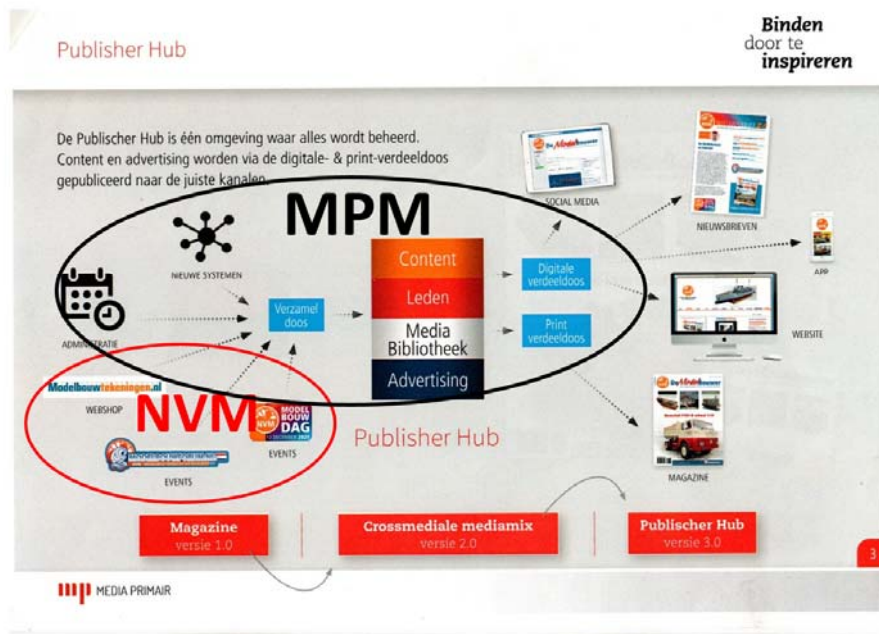 Publisher Hub
Binden
door te
inspireren
De Publischer Hub is één omgeving waar alles wordt beheerd.
Content en advertising worden via de digitale- & print-verdeeldoos
gepubliceerd naar de juiste kanalen.
MPM
NIEUWE SYSTEMEN
ADMINISTRATIE
Verzamel
doos
Content
Leden
Media
Bibliotheek
Advertising
Digitale
verdeeldoos
Print
verdeeldoos
SOCIAL MEDIA
NIEUWSBRIEVEN
APP
WEBSITE
De Modelbouwer
MAGAZINE
Modelbouwtekeningen.nl
WEBSHOP
NVM
NVM
MODEL
BOUW
DAG
EVENTS
EVENTS
Publisher Hub
Magazine
versie 1.0
Crossmediale mediamix
versie 2.0
Publischer Hub
versie 3.0
3
mp MEDIA PRIMAIR